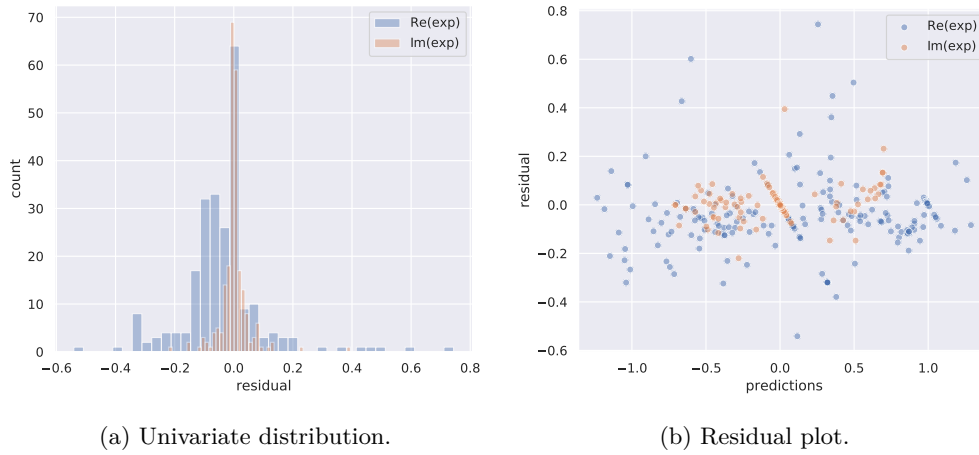 70
60
50
40
30
20
10
0
count
−0.6
−0.4
−0.2
0.0
0.2
0.4
0.6
0.8
residual
Re(exp)
Im(exp)
(a) Univariate distribution.
0.8
0.6
0.4
0.2
0.0
−0.2
−0.4
−0.6
residual
−1.0
−0.5
0.0
0.5
1.0
predictions
Re(exp)
Im(exp)
(b) Residual plot.